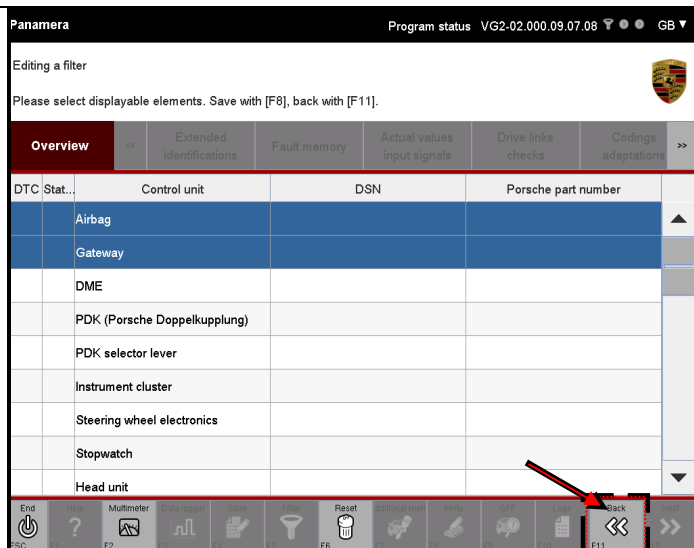 Panamera Program status VG2-02.000.09.07.08 GB
Editing a filter
Please select displayable elements. Save with [F8], back with [F11].
Overview << Extended identifications Fault memory Actual values input signals Drive links checks Codings adaptations >>
DTC Stat... Control unit DSN Porsche part number
Airbag
Gateway
DME
PDK (Porsche Doppelkupplung)
PDK selector lever
Instrument cluster
Steering wheel electronics
Stopwatch
Head unit
End Help Multimeter Data logger Save Filter Reset Write OFF Logs Back Next
ESC F1 F2 F4 F6 F9 F10 F11